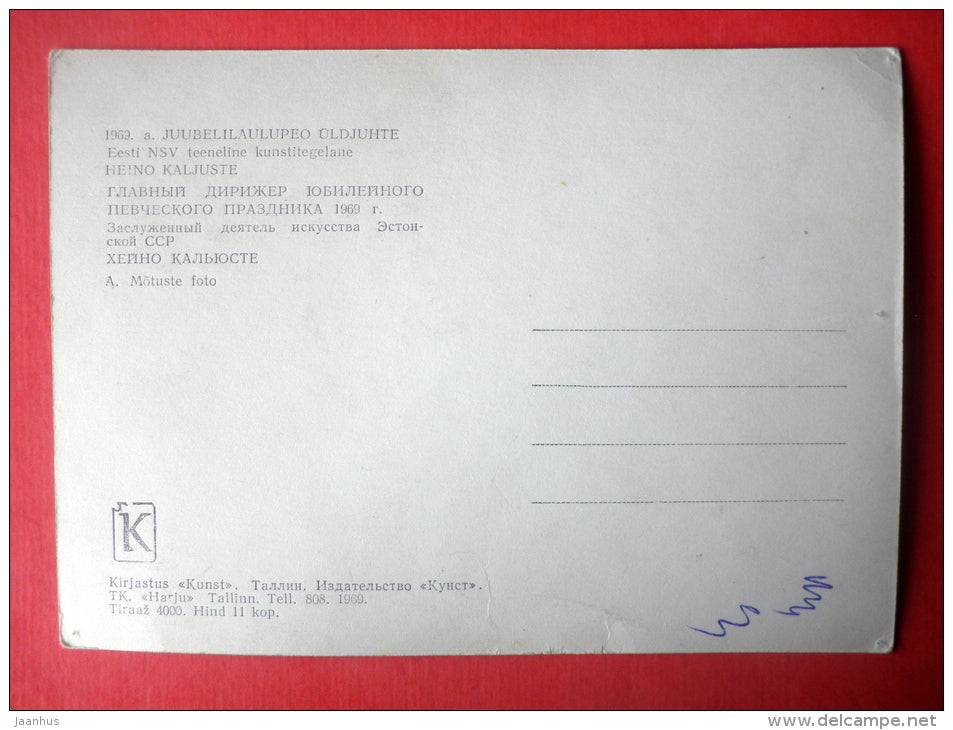 1969. a. JUUBELILAULUPEO ÜLDJUHTE
Eesti NSV teeneline kunstitegelane
HEINO KALJUSTE
ГЛАВНЫЙ ДИРИЖЕР ЮБИЛЕЙНОГО
ПЕВЧЕСКОГО ПРАЗДНИКА 1969 г.
Заслуженный деятель искусства Эстон-
ской ССР
ХЕЙНО КАЛЬЮСТЕ
A. Mõtuste foto
K
Kirjastus «Kunst». Таллин. Издательство «Кунст».
TK. «Harju» Tallinn. Tell. 808. 1969.
Tiraaž 4000. Hind 11 kop.
Jaanhus
www.delcampe.net